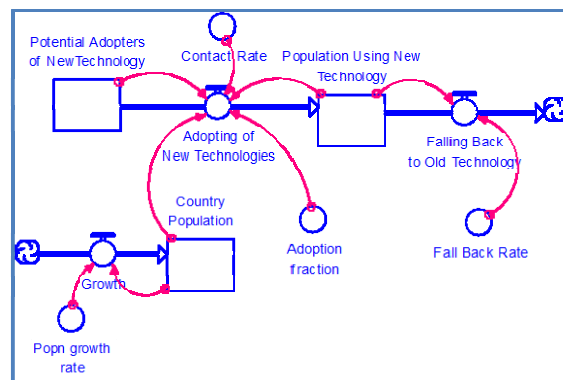 Potential Adopters
of NewTechnology
Contact Rate
Population Using New
Technology
Adopting of
New Technologies
Falling Back
to Old Technology
Country
Population
Adoption
fraction
Fall Back Rate
Growth
Popn growth
rate